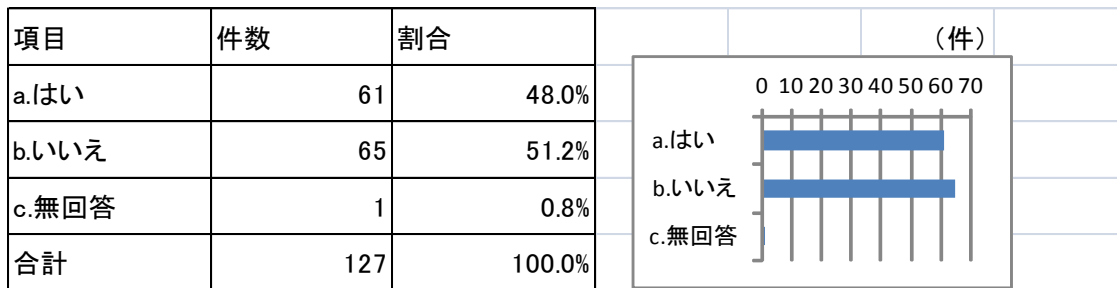 項目 件数 割合
a.はい 61 48.0%
b.いいえ 65 51.2%
c.無回答 1 0.8%
合計 127 100.0%
（件）
0 10 20 30 40 50 60 70
a.はい
b.いいえ
c.無回答